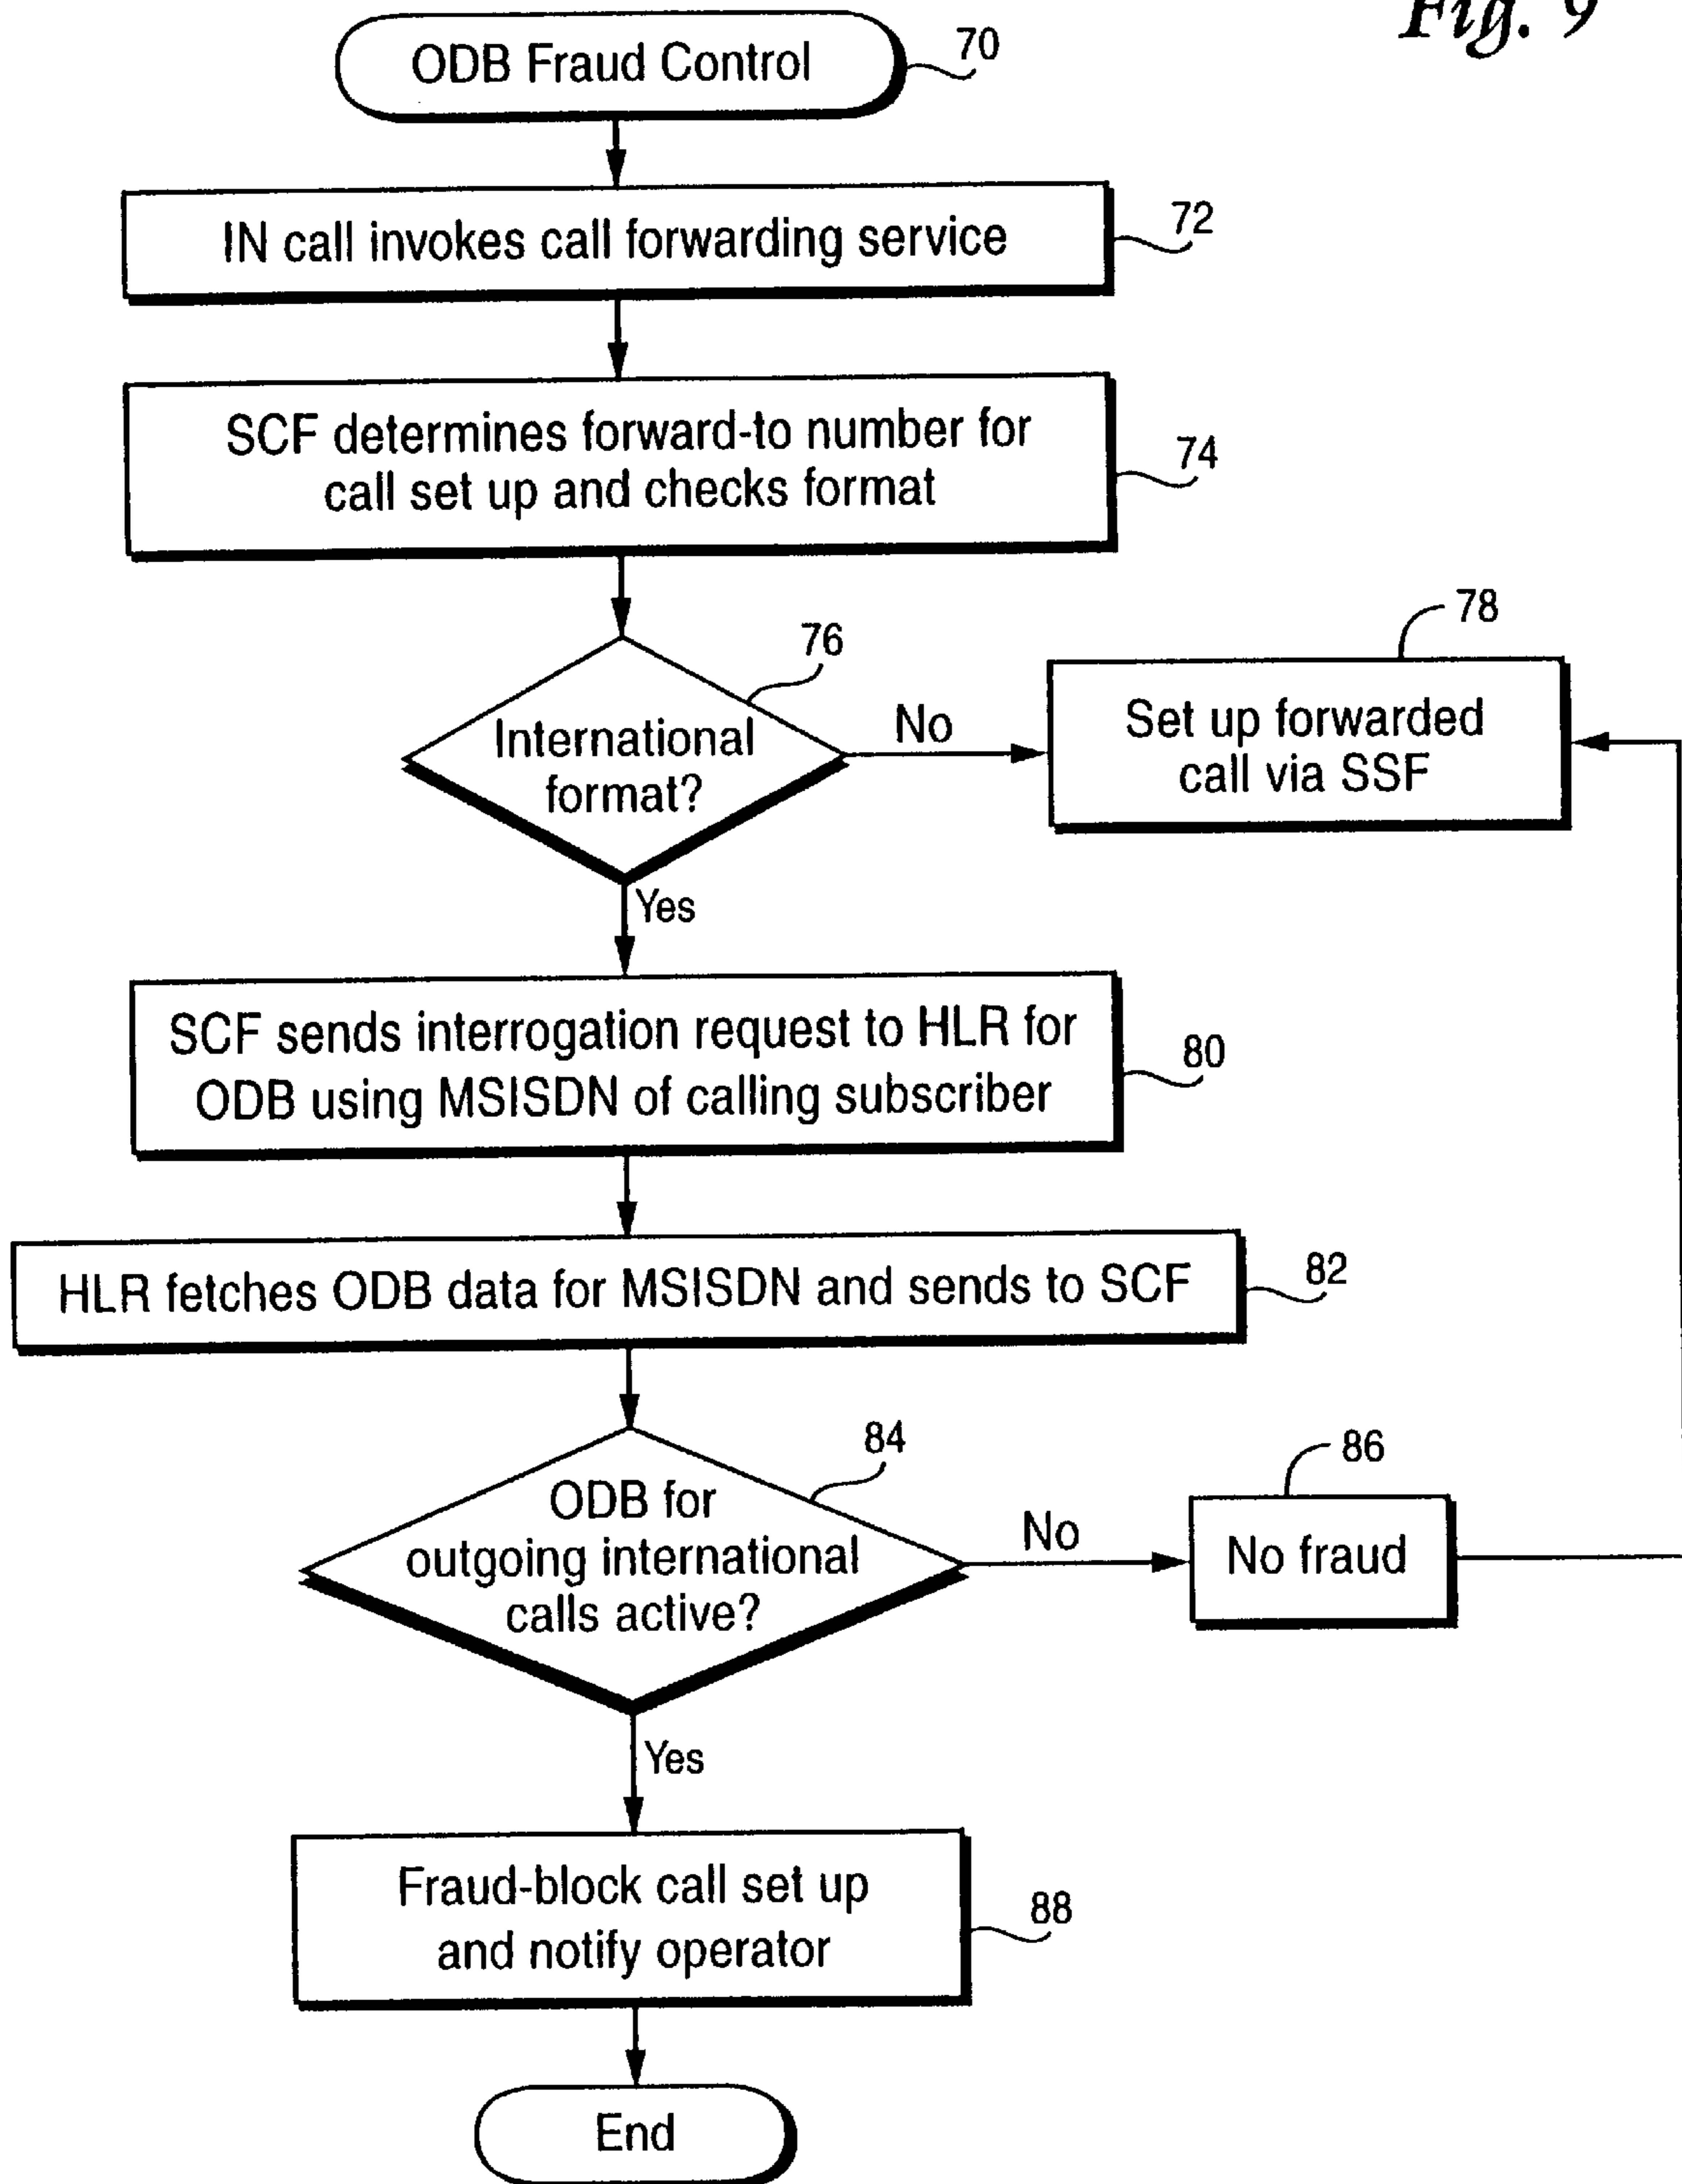 Fig. 9
ODB Fraud Control
70
IN call invokes call forwarding service
72
SCF determines forward-to number for
call set up and checks format
74
76
International
format?
No
78
Set up forwarded
call via SSF
Yes
SCF sends interrogation request to HLR for
ODB using MSISDN of calling subscriber
80
HLR fetches ODB data for MSISDN and sends to SCF
82
84
ODB for
outgoing international
calls active?
No
86
No fraud
Yes
Fraud-block call set up
and notify operator
88
End